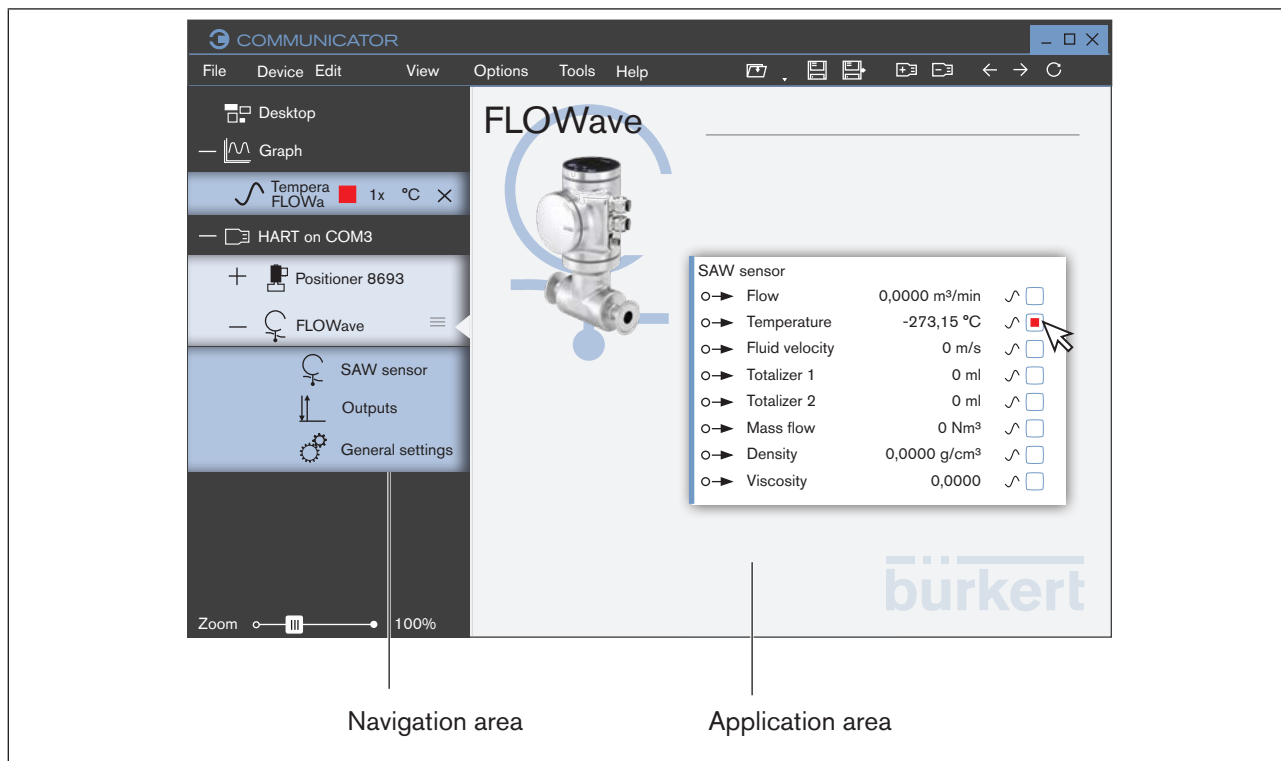 COMMUNICATOR
File Device Edit View Options Tools Help
Desktop
Graph
Tempera
FLOWa
1x °C
HART on COM3
Positioner 8693
FLOWave
SAW sensor
Outputs
General settings
Zoom 100%
FLOWave
SAW sensor
Flow 0,0000 m³/min
Temperature -273,15 °C
Fluid velocity 0 m/s
Totalizer 1 0 ml
Totalizer 2 0 ml
Mass flow 0 Nm³
Density 0,0000 g/cm³
Viscosity 0,0000
bürkert
Navigation area
Application area